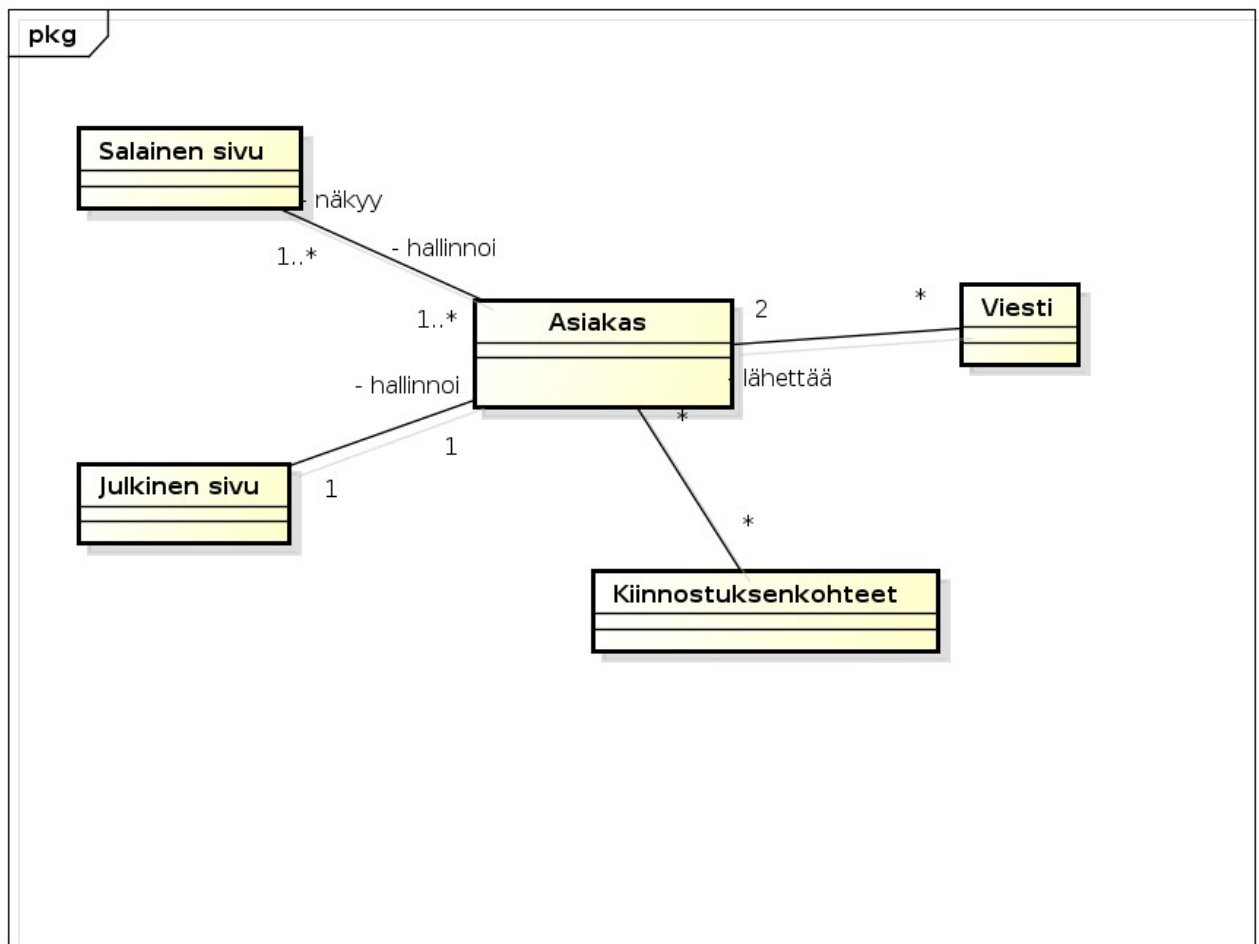 pkg
Salainen sivu
- näkyy
1..*
- hallinnoi
1..*
Asiakas
2
*
Viesti
- lähettää
- hallinnoi
1
1
Julkinen sivu
*
*
Kiinnostuksenkohteet